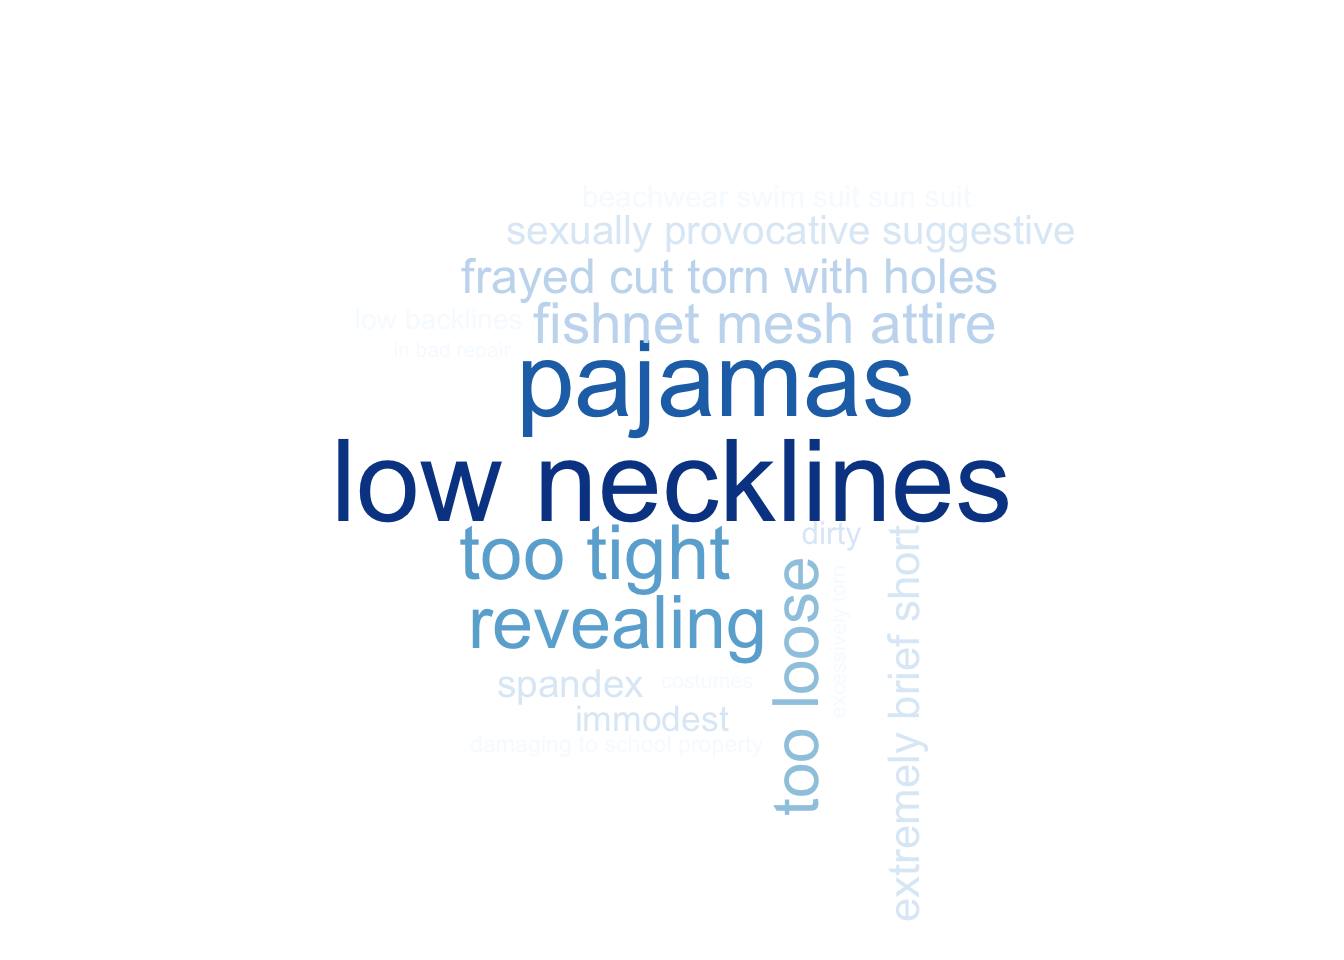 beachwear swim suit sun suit
sexually provocative suggestive
frayed cut torn with holes
low backlines
fishnet mesh attire
in bad repair
pajamas
low necklines
too tight
dirty
revealing
too loose
excessively torn
extremely brief short
spandex
costumes
immodest
damaging to school property